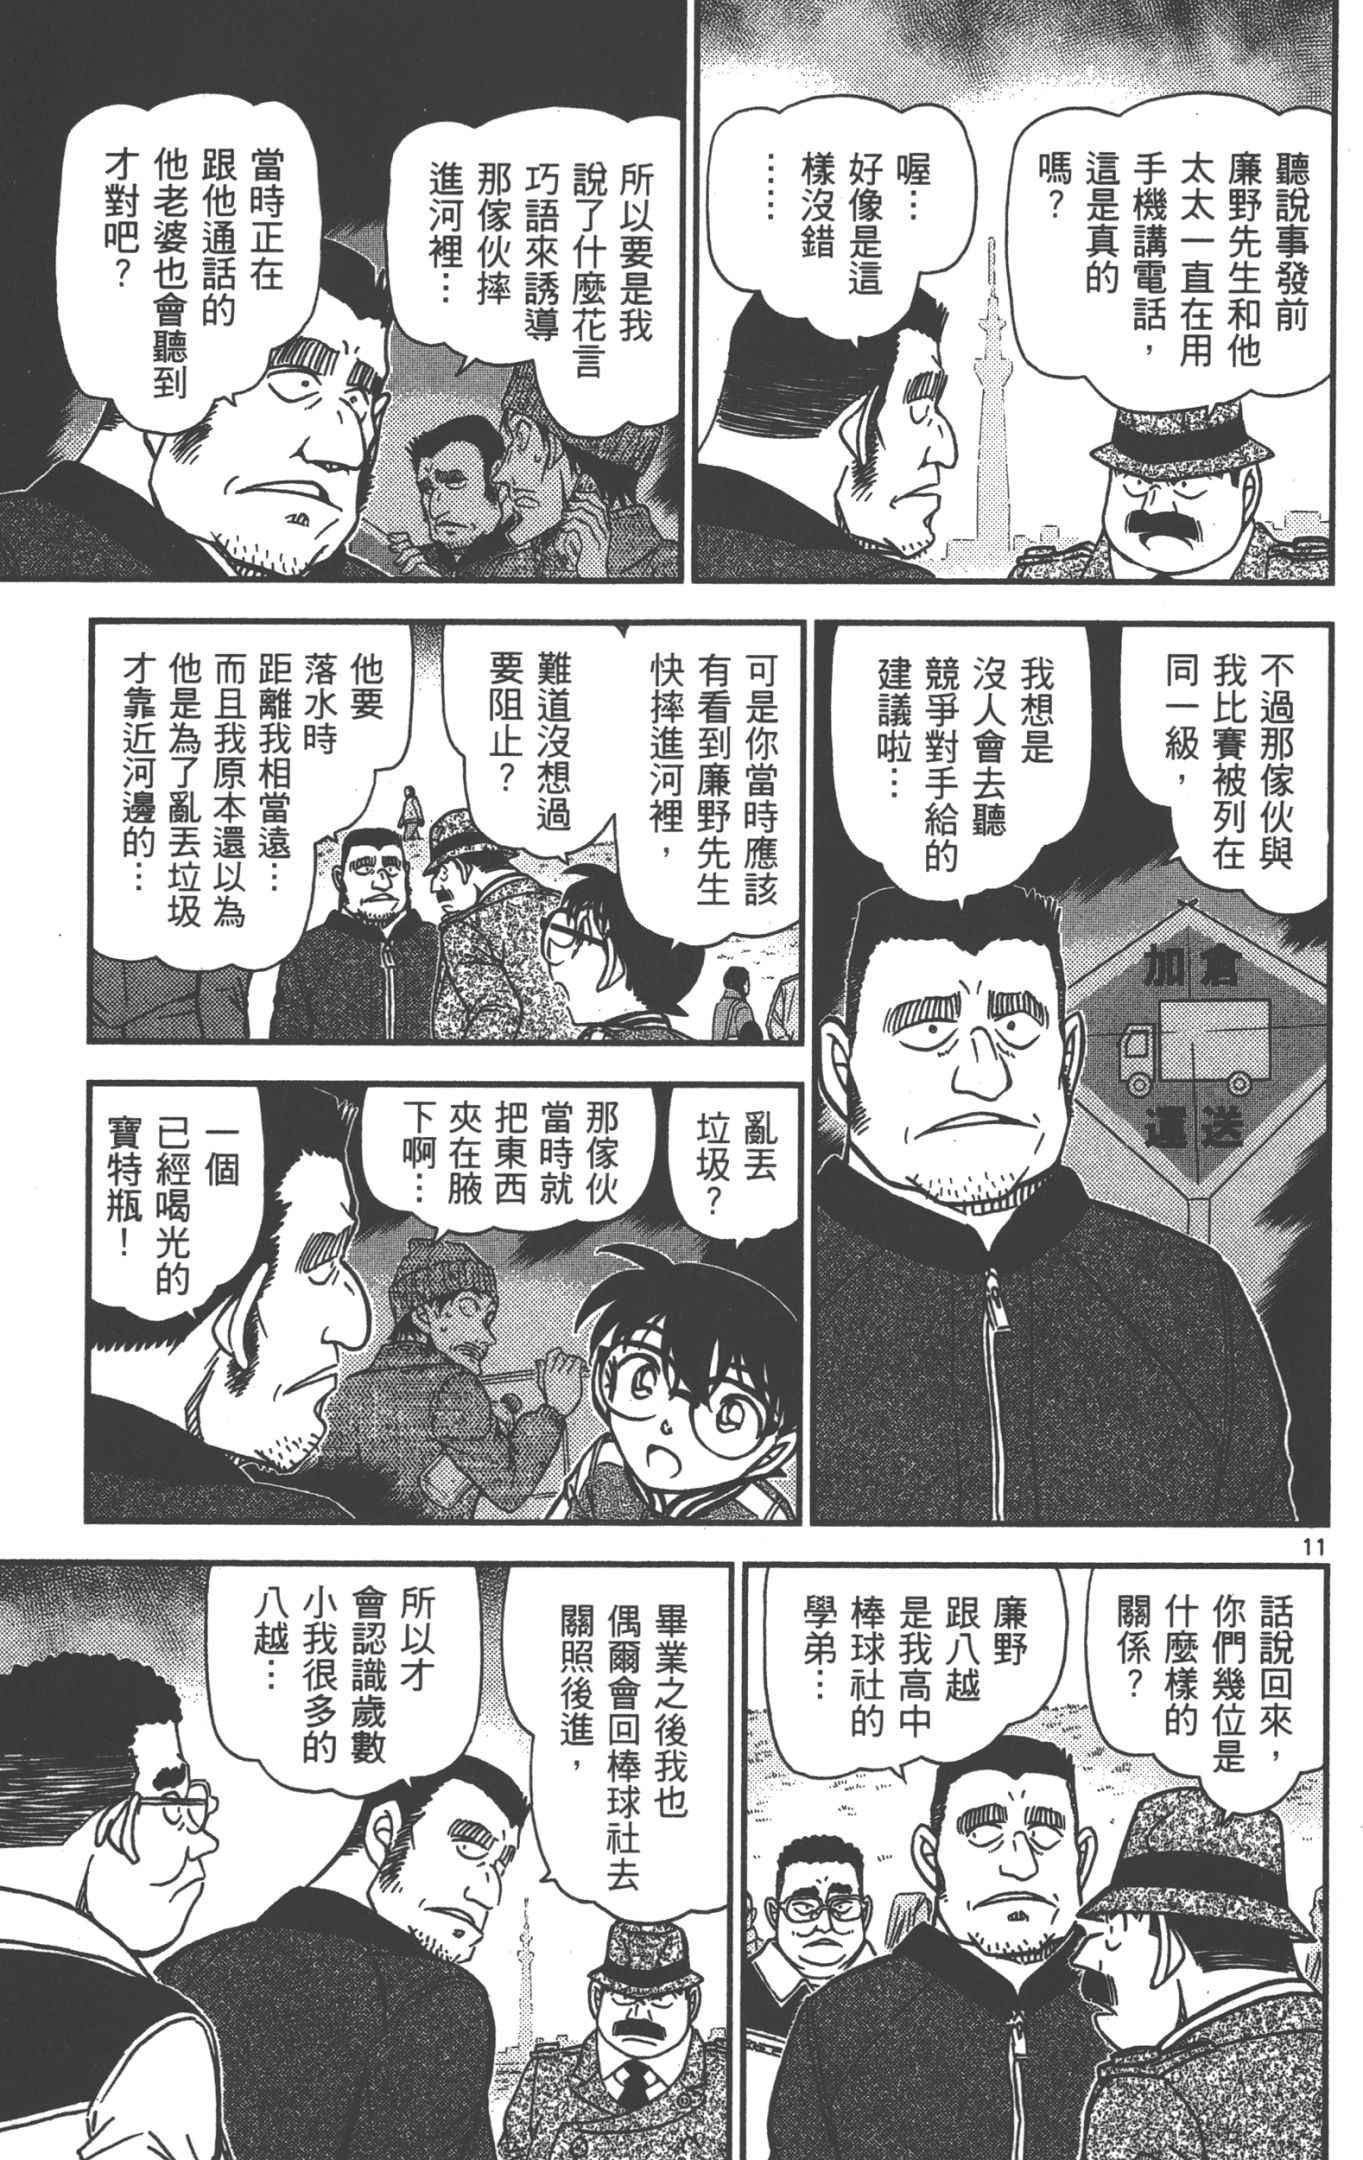 聽說事發前
廉野先生和他
太太一直在用
手機講電話，
這是真的
嗎？
喔…
好像是這
樣沒錯
……
所以要是我
說了什麼花言
巧語來誘導
那傢伙摔
進河裡…
當時正在
跟他通話的
他老婆也會聽到
才對吧？
不過那傢伙與
我比賽被列在
同一級，
我想是
沒人會去聽
競爭對手給的
建議啦…
加倉
運送
可是你當時應該
有看到廉野先生
快摔進河裡，
難道沒想過
要阻止？
他要
落水時
距離我相當遠…
而且我原本還以為
他是為了亂丟垃圾
才靠近河邊的…
亂丟
垃圾？
那傢伙
當時就
把東西
夾在腋
下啊…
一個
已經喝光的
寶特瓶！
11
話說回來，
你們幾位是
什麼樣的
關係？
廉野
跟八越
是我高中
棒球社的
學弟…
畢業之後我也
偶爾會回棒球社去
關照後進，
所以才
會認識歲數
小我很多的
八越…